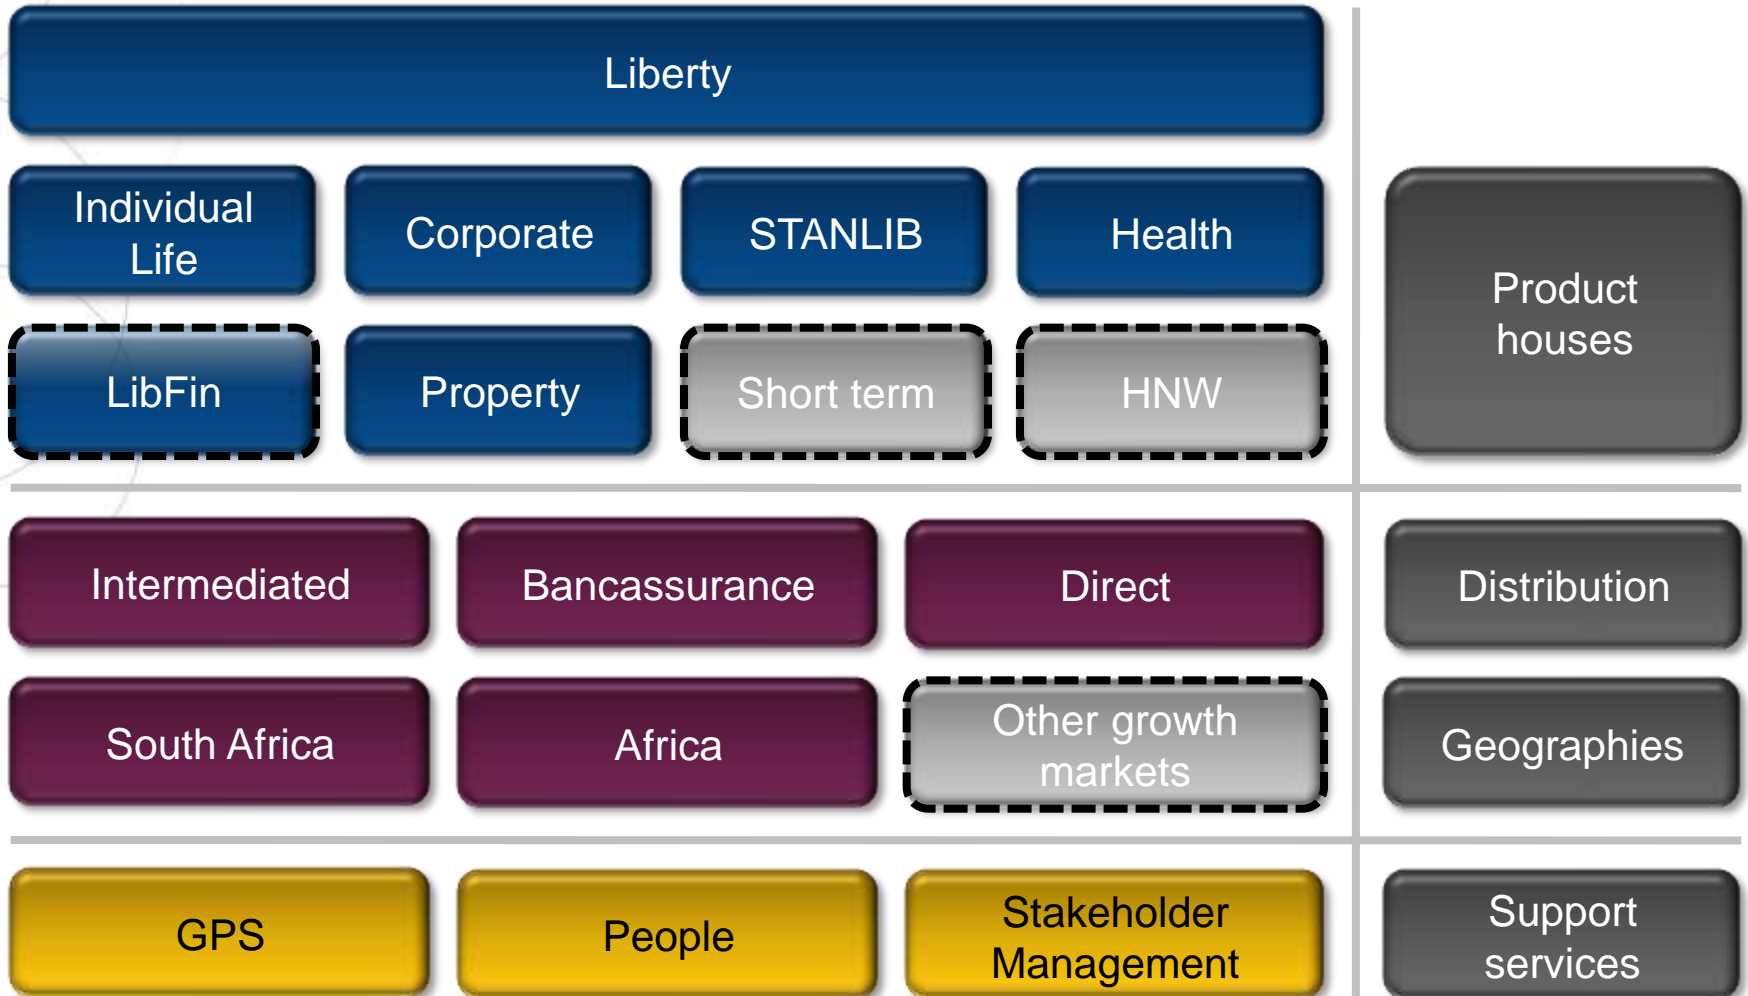 Liberty
Individual
Life
Corporate
STANLIB
Health
Product
houses
LibFin
Property
Short term
HNW
Intermediated
Bancassurance
Direct
Distribution
South Africa
Africa
Other growth
markets
Geographies
GPS
People
Stakeholder
Management
Support
services